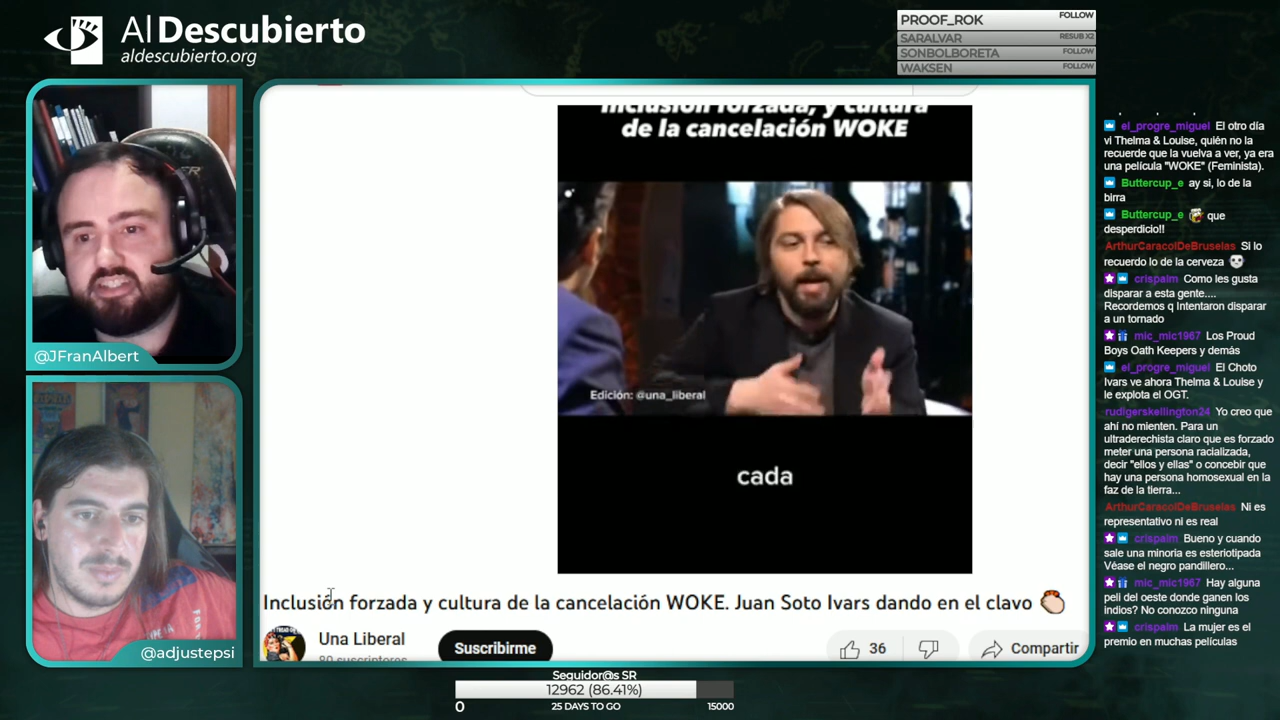 Al Descubierto
aldescubierto.org
PROOF_ROK FOLLOW
SARALVAR RESUB X2
SONBOLBORETA FOLLOW
WAKSEN FOLLOW
@JFranAlbert
@adjustepsi
Inclusión forzada, y cultura
de la cancelación WOKE
Edición: @una_liberal
cada
Inclusión forzada y cultura de la cancelación WOKE. Juan Soto Ivars dando en el clavo
Una Liberal
80 suscriptores
Suscribirme
36
Compartir
Seguidor@s SR
12962 (86.41%)
0 25 DAYS TO GO 15000
el_progre_miguel El otro día
vi Thelma & Louise, quién no la
recuerde que la vuelva a ver, ya era
una película "WOKE" (Feminista).
Buttercup_e ay si, lo de la
birra
Buttercup_e que
desperdicio!!
ArthurCaracolDeBruselas Si lo
recuerdo lo de la cerveza
crispalm Como les gusta
disparar a esta gente....
Recordemos q Intentaron disparar
a un tornado
mic_mic1967 Los Proud
Boys Oath Keepers y demás
el_progre_miguel El Choto
Ivars ve ahora Thelma & Louise y
le explota el OGT.
rudigerskellington24 Yo creo que
ahí no mienten. Para un
ultraderechista claro que es forzado
meter una persona racializada,
decir "ellos y ellas" o concebir que
hay una persona homosexual en la
faz de la tierra...
ArthurCaracolDeBruselas Ni es
representativo ni es real
crispalm Bueno y cuando
sale una minoria es esteriotipada
Véase el negro pandillero...
mic_mic1967 Hay alguna
peli del oeste donde ganen los
indios? No conozco ninguna
crispalm La mujer es el
premio en muchas películas